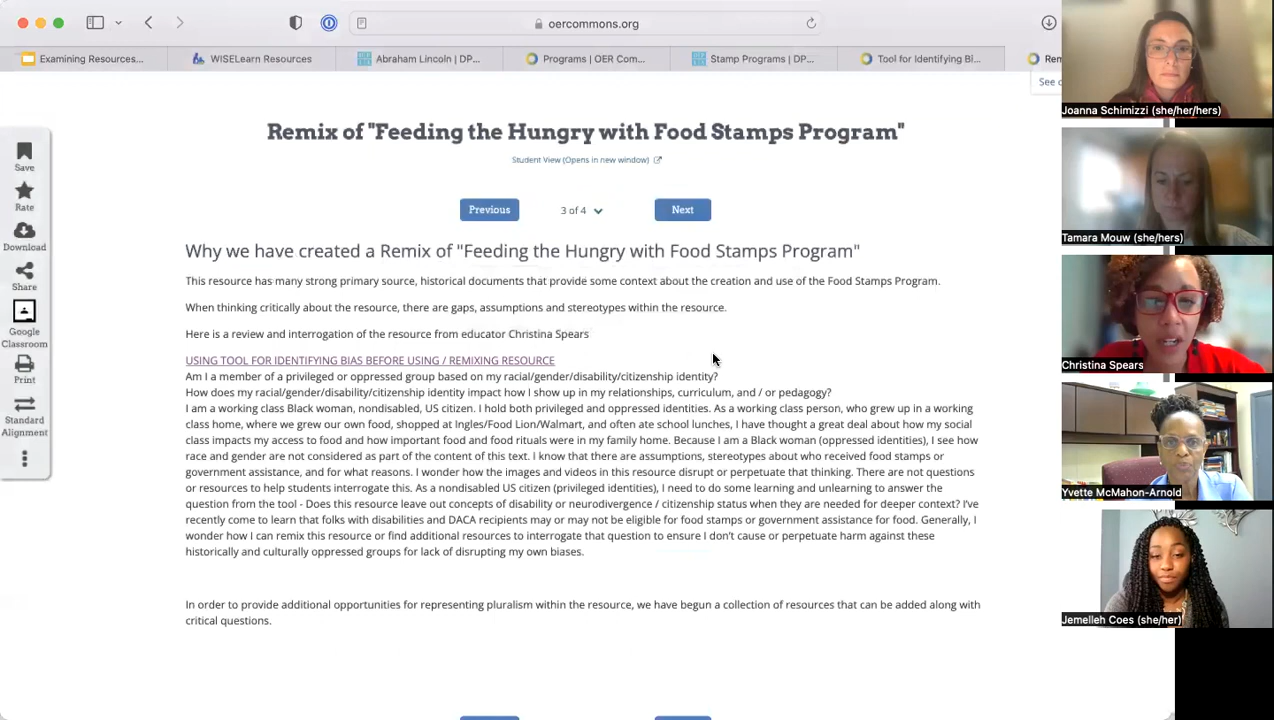 oercommons.org
Examining Resources...
WISELearn Resources
Abraham Lincoln | DP...
Programs | OER Com...
Stamp Programs | DP...
Tool for Identifying Bi...
Rem
See c
Remix of "Feeding the Hungry with Food Stamps Program"
Student View (Opens in new window)
Previous
3 of 4
Next
Save
Rate
Download
Share
Google
Classroom
Print
Standard
Alignment
Why we have created a Remix of "Feeding the Hungry with Food Stamps Program"
This resource has many strong primary source, historical documents that provide some context about the creation and use of the Food Stamps Program.
When thinking critically about the resource, there are gaps, assumptions and stereotypes within the resource.
Here is a review and interrogation of the resource from educator Christina Spears
USING TOOL FOR IDENTIFYING BIAS BEFORE USING / REMIXING RESOURCE
Am I a member of a privileged or oppressed group based on my racial/gender/disability/citizenship identity?
How does my racial/gender/disability/citizenship identity impact how I show up in my relationships, curriculum, and / or pedagogy?
I am a working class Black woman, nondisabled, US citizen. I hold both privileged and oppressed identities. As a working class person, who grew up in a working
class home, where we grew our own food, shopped at Ingles/Food Lion/Walmart, and often ate school lunches, I have thought a great deal about how my social
class impacts my access to food and how important food and food rituals were in my family home. Because I am a Black woman (oppressed identities), I see how
race and gender are not considered as part of the content of this text. I know that there are assumptions, stereotypes about who received food stamps or
government assistance, and for what reasons. I wonder how the images and videos in this resource disrupt or perpetuate that thinking. There are not questions
or resources to help students interrogate this. As a nondisabled US citizen (privileged identities), I need to do some learning and unlearning to answer the
question from the tool - Does this resource leave out concepts of disability or neurodivergence / citizenship status when they are needed for deeper context? I've
recently come to learn that folks with disabilities and DACA recipients may or may not be eligible for food stamps or government assistance for food. Generally, I
wonder how I can remix this resource or find additional resources to interrogate that question to ensure I don't cause or perpetuate harm against these
historically and culturally oppressed groups for lack of disrupting my own biases.
In order to provide additional opportunities for representing pluralism within the resource, we have begun a collection of resources that can be added along with
critical questions.
Joanna Schimizzi (she/her/hers)
Tamara Mouw (she/hers)
Christina Spears
Yvette McMahon-Arnold
Jemelleh Coes (she/her)